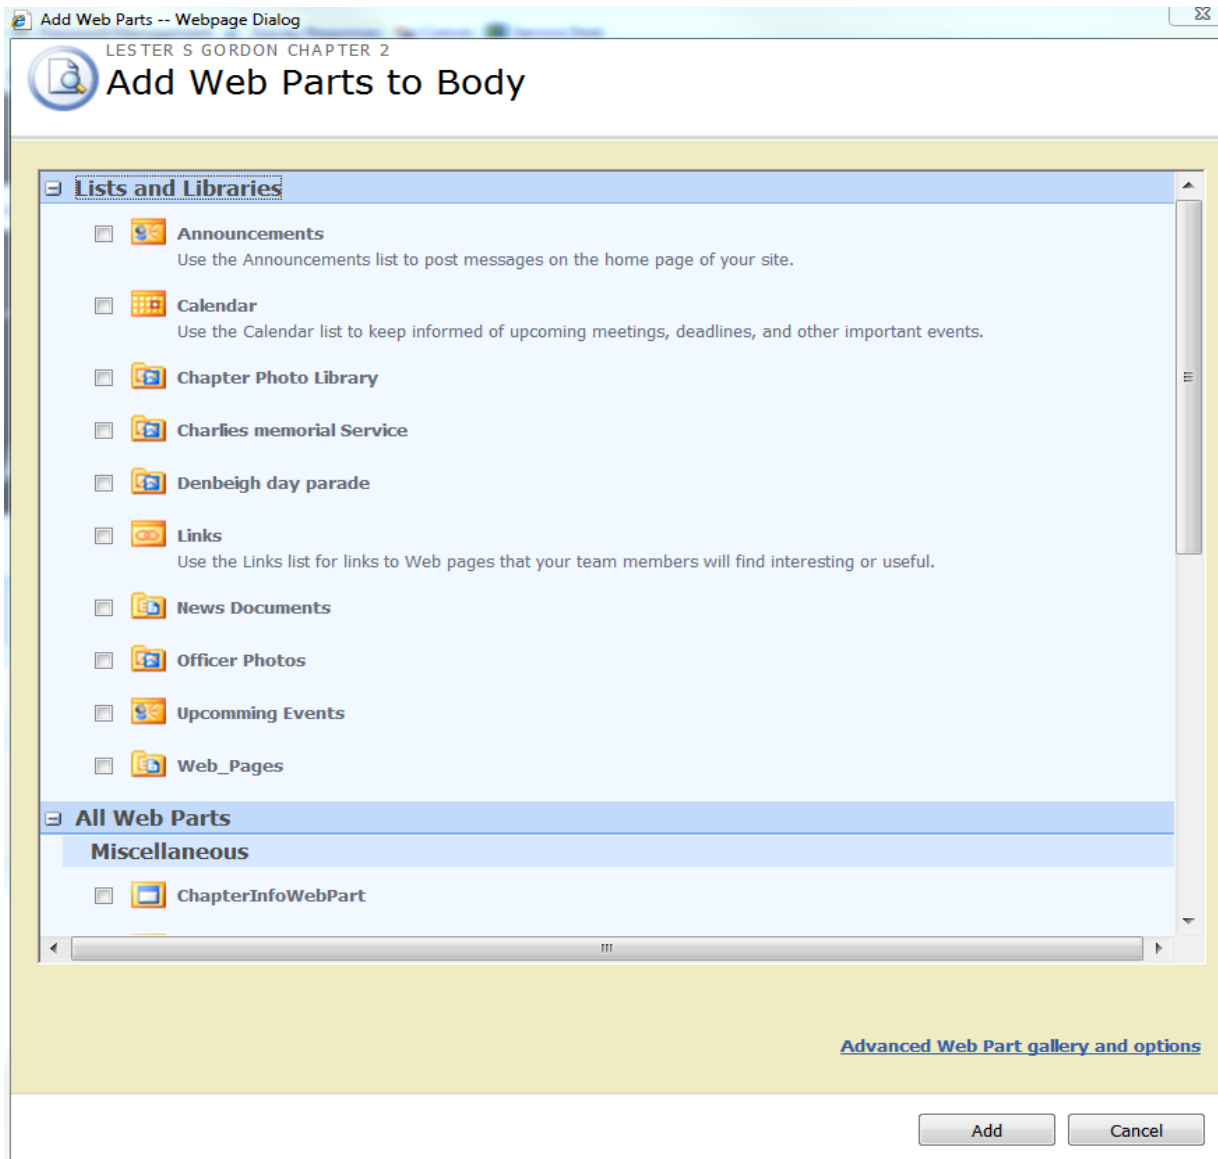 Add Web Parts -- Webpage Dialog
LESTER S GORDON CHAPTER 2
Add Web Parts to Body
Lists and Libraries
Announcements
Use the Announcements list to post messages on the home page of your site.
Calendar
Use the Calendar list to keep informed of upcoming meetings, deadlines, and other important events.
Chapter Photo Library
Charlies memorial Service
Denbeigh day parade
Links
Use the Links list for links to Web pages that your team members will find interesting or useful.
News Documents
Officer Photos
Upcomming Events
Web_Pages
All Web Parts
Miscellaneous
ChapterInfoWebPart
Advanced Web Part gallery and options
Add
Cancel